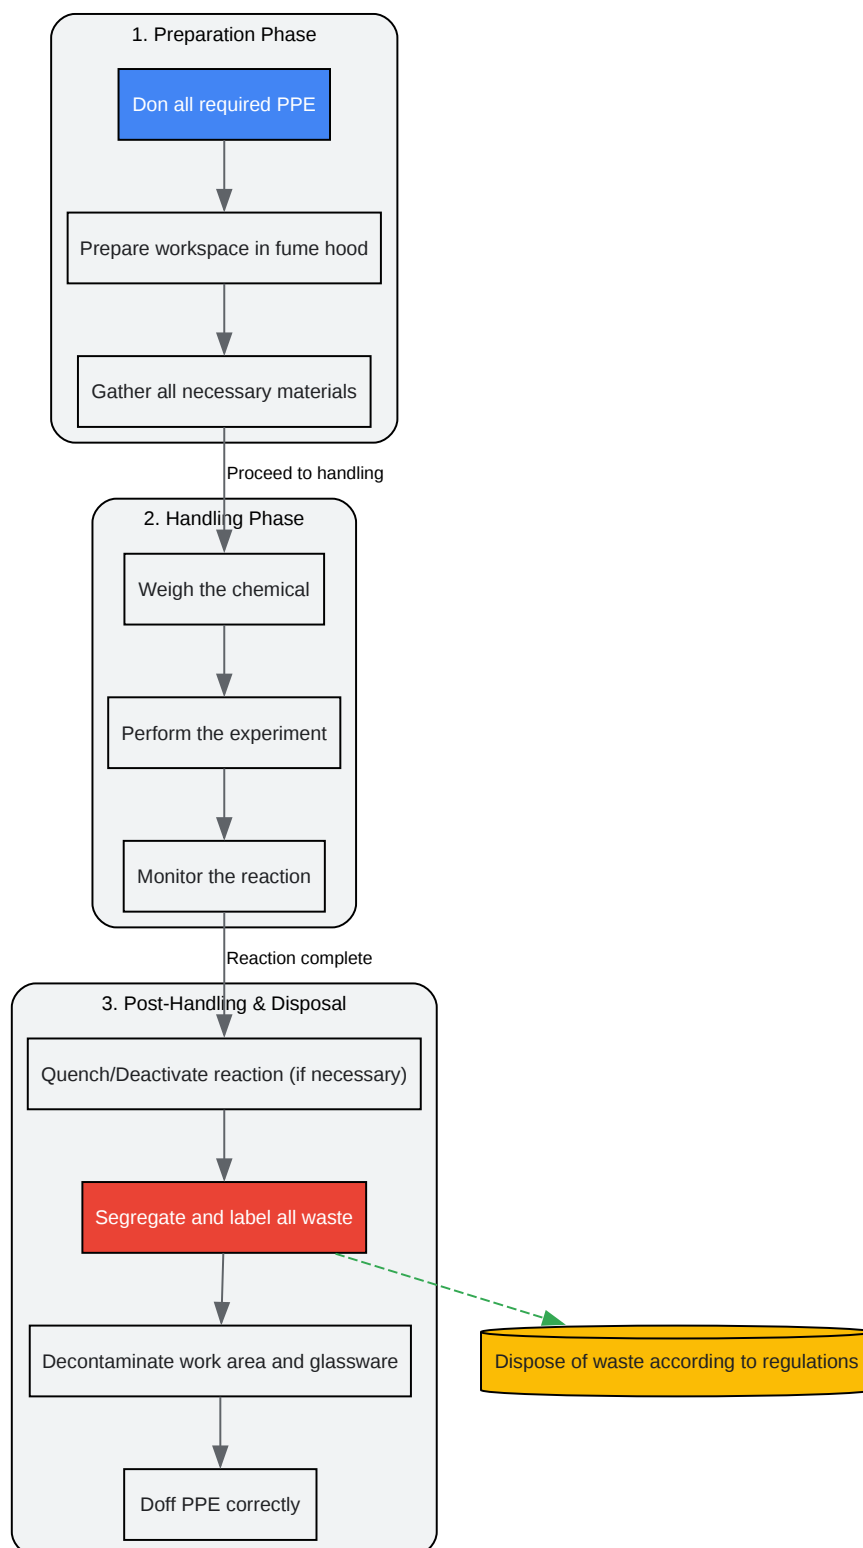 1. Preparation Phase
Don all required PPE
Prepare workspace in fume hood
Gather all necessary materials
Proceed to handling
2. Handling Phase
Weigh the chemical
Perform the experiment
Monitor the reaction
Reaction complete
3. Post-Handling & Disposal
Quench/Deactivate reaction (if necessary)
Segregate and label all waste
Decontaminate work area and glassware
Dispose of waste according to regulations
Doff PPE correctly